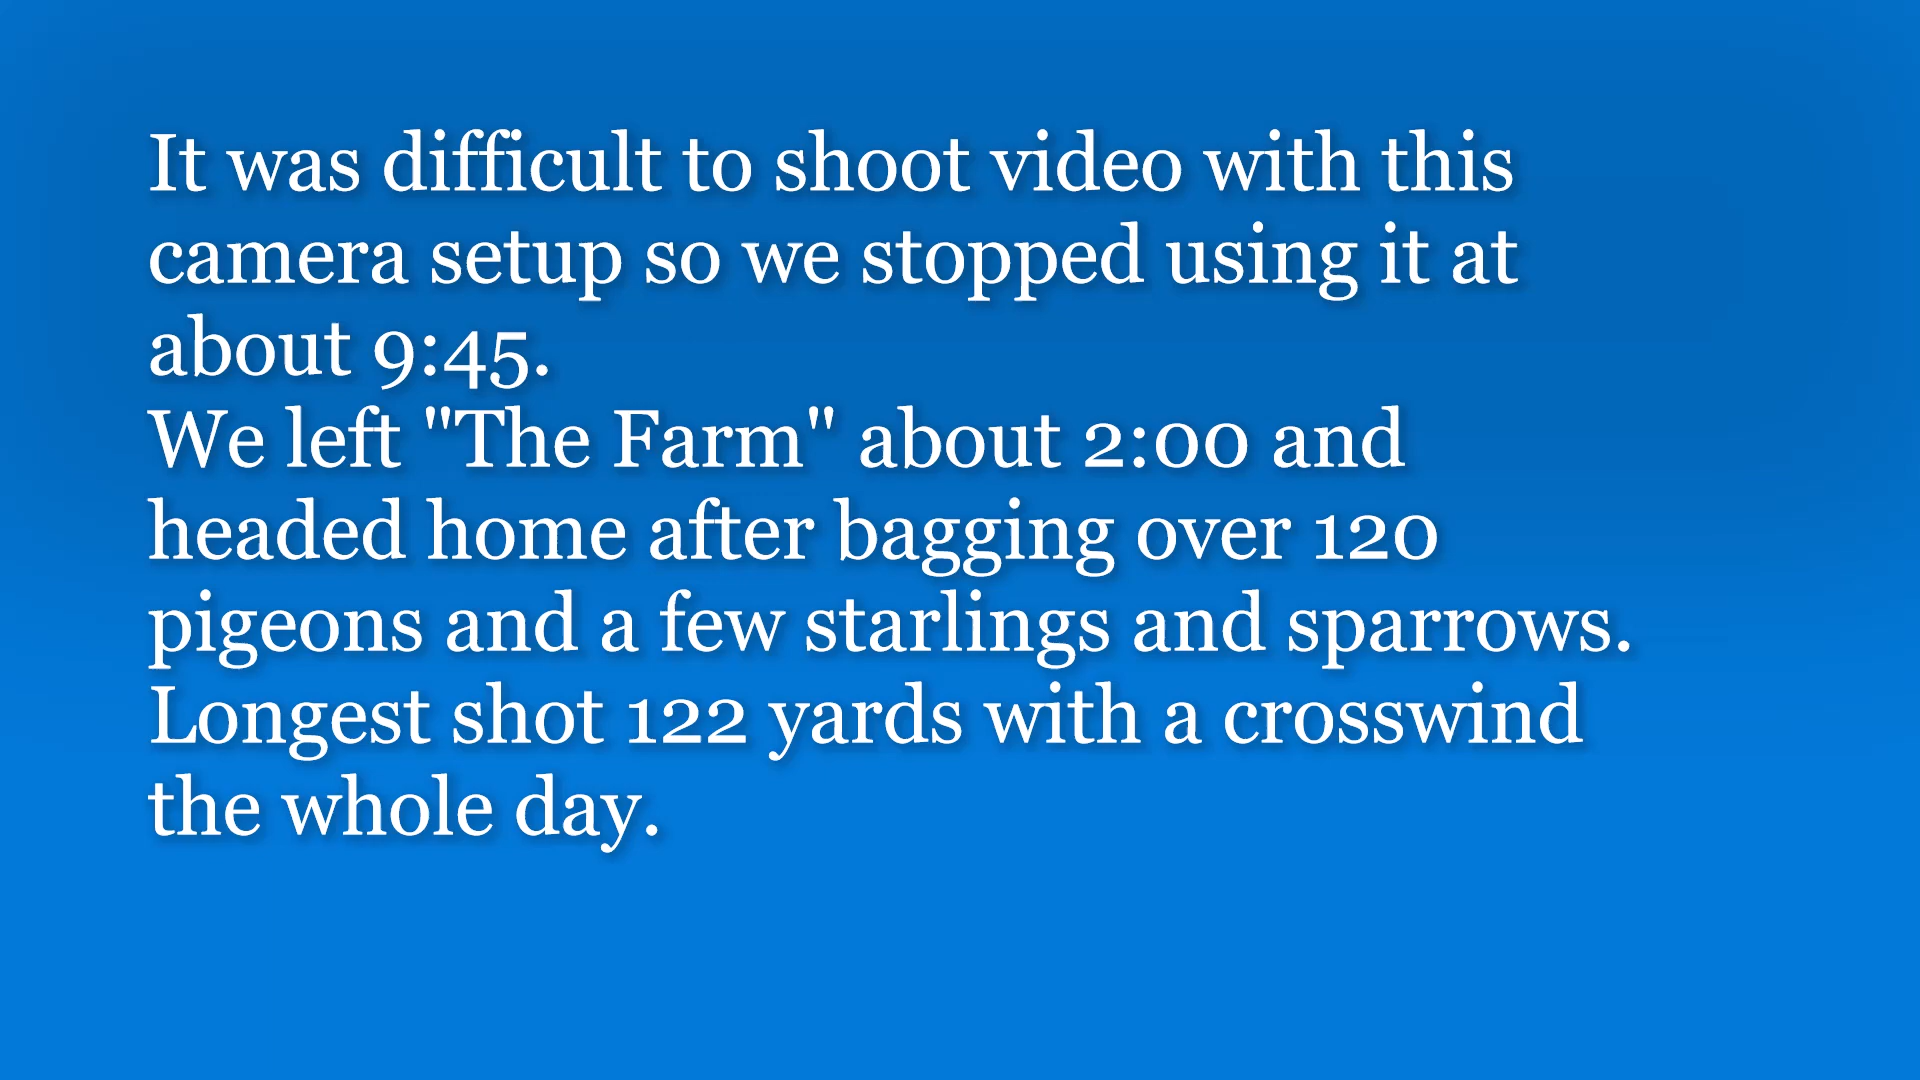 It was difficult to shoot video with this
camera setup so we stopped using it at
about 9:45.
We left "The Farm" about 2:00 and
headed home after bagging over 120
pigeons and a few starlings and sparrows.
Longest shot 122 yards with a crosswind
the whole day.